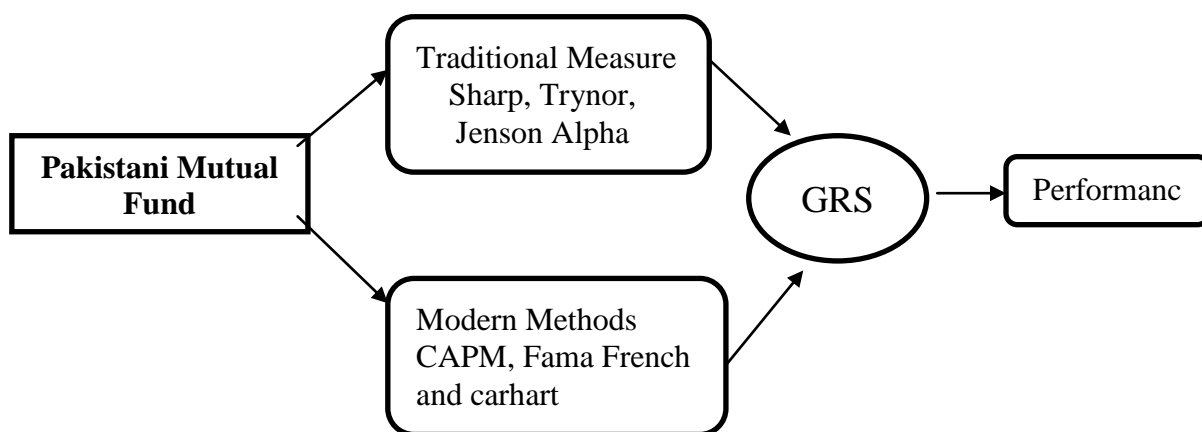 Traditional Measure
Sharp, Trynor,
Jenson Alpha
Pakistani Mutual
Fund
GRS
Performanc
Modern Methods
CAPM, Fama French
and carhart